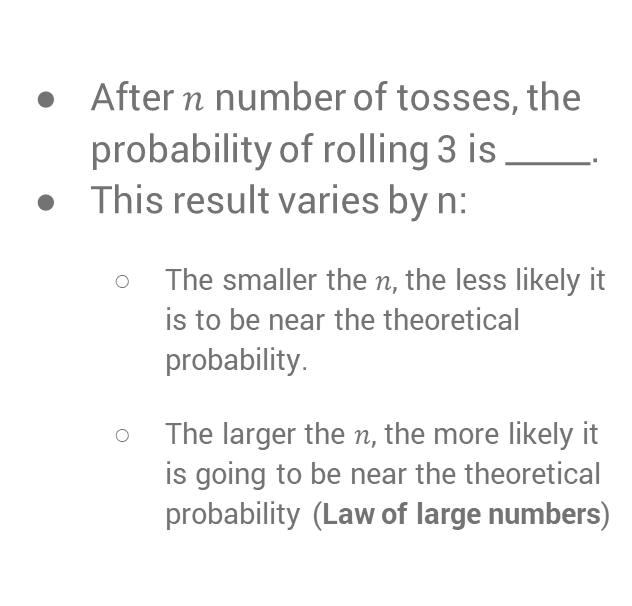 ● After n number of tosses, the
probability of rolling 3 is _____.
● This result varies by n:
○ The smaller the n, the less likely it
is to be near the theoretical
probability.
○ The larger the n, the more likely it
is going to be near the theoretical
probability (Law of large numbers)